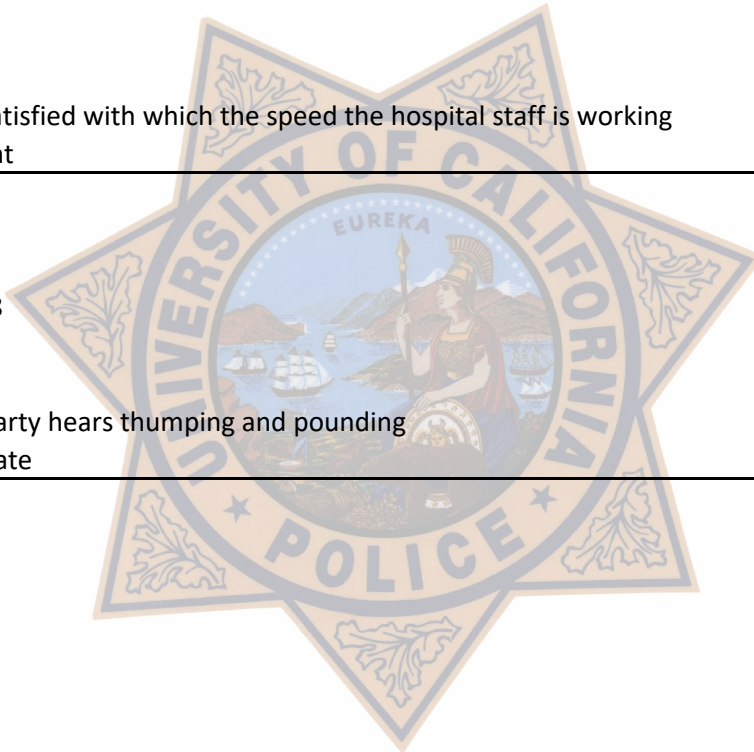 tisfied with which the speed the hospital staff is working
nt
UNIVERSITY OF CALIFORNIA
EUREKA
arty hears thumping and pounding
ate
POLICE